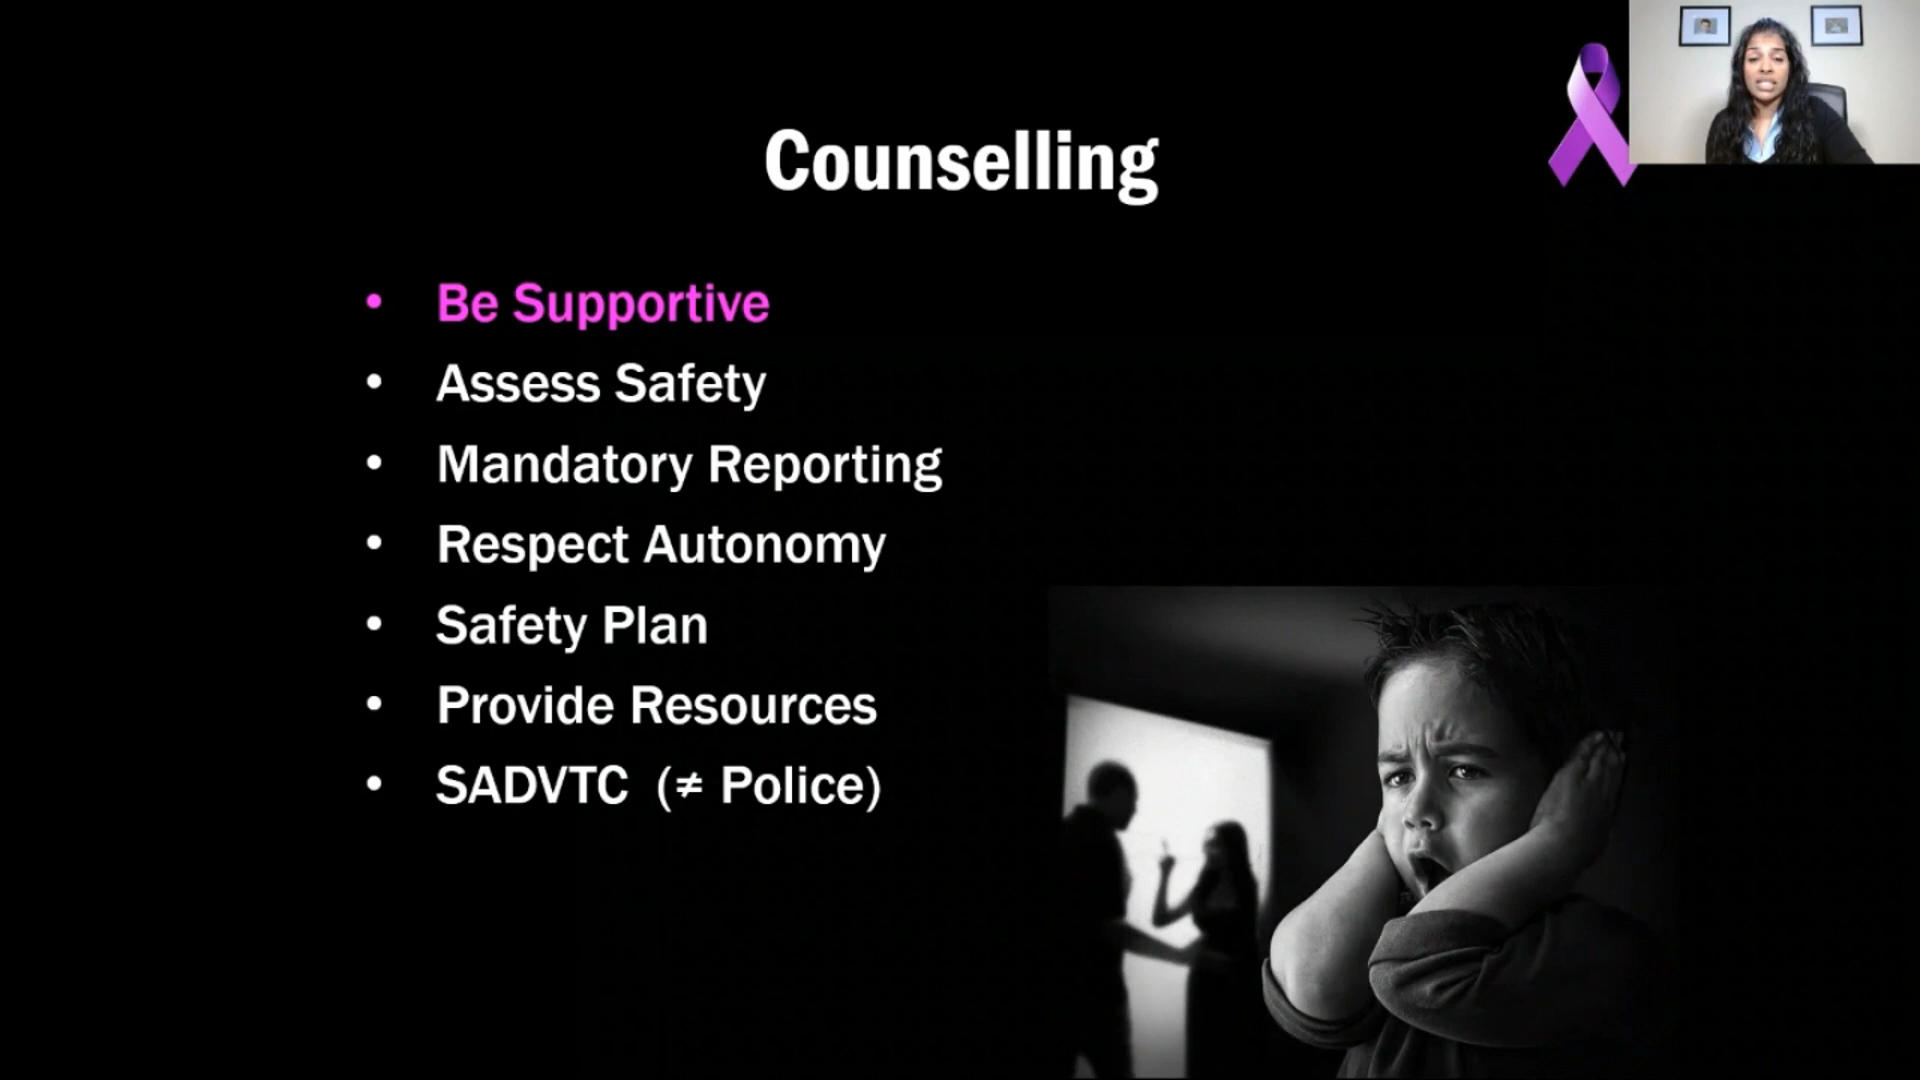 Counselling
• Be Supportive
• Assess Safety
• Mandatory Reporting
• Respect Autonomy
• Safety Plan
• Provide Resources
• SADVTC (≠ Police)